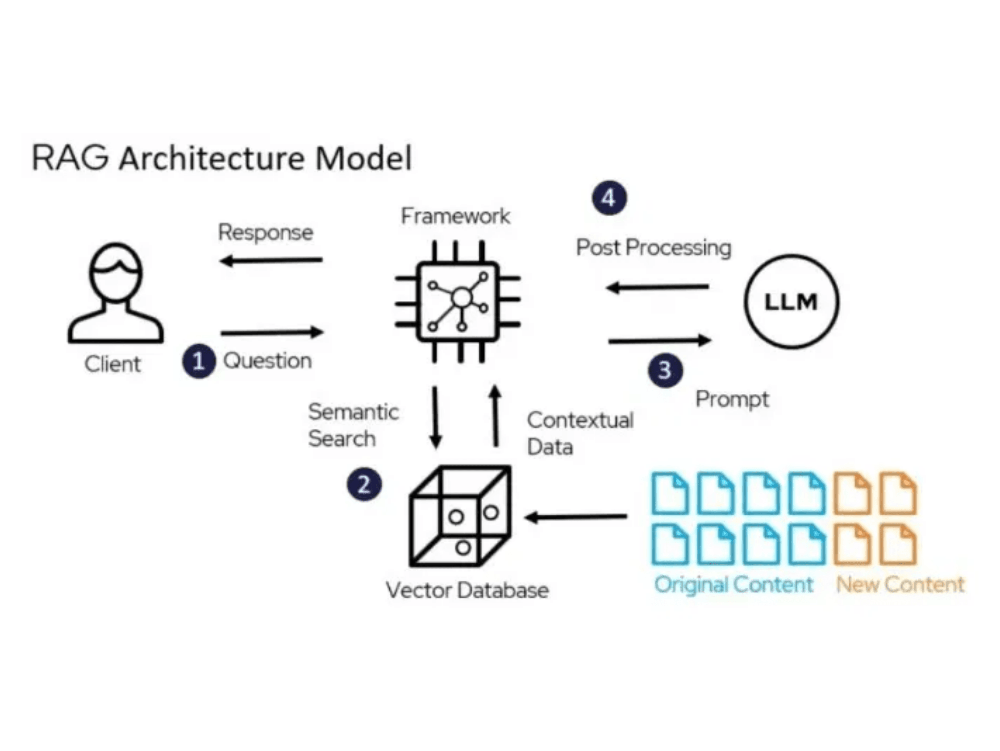 RAG Architecture Model
4
Framework
Response
Post Processing
LLM
Client
1 Question
3
Prompt
Semantic
Search
Contextual
Data
2
Vector Database
Original Content
New Content